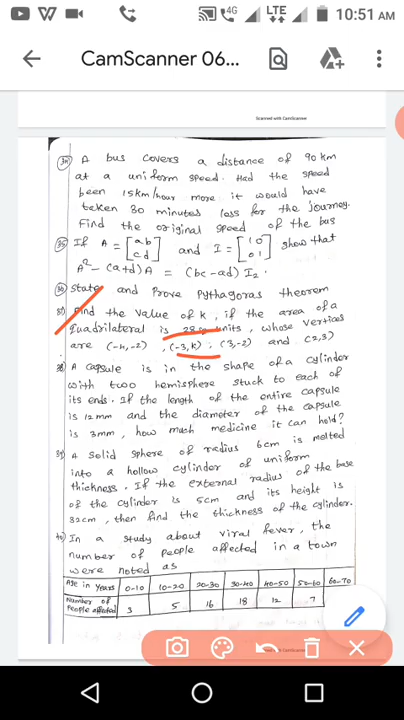 4G LTE 10:51 AM
CamScanner 06...
Scanned with CamScanner
34 A bus covers a distance of 90 km
at a uniform speed. Had the speed
been 15km/hour more it would have
taken 30 minutes less for the journey.
Find the original speed of the bus
35 If A = [a b c d] and I = [1 0 0 1] show that
A² - (a+d)A = (bc-ad) I₂.
36 State and Prove Pythagoras theorem
37 Find the value of k, if the area of a
quadrilateral is 28 sq units, whose vertices
are (-4,-2), (-3,k), (3,-2) and (2,3)
38 A capsule is in the shape of a cylinder
with two hemisphere stuck to each of
its ends. If the length of the entire capsule
is 12mm and the diameter of the capsule
is 3mm, how much medicine it can hold?
39 A solid sphere of radius 6cm is melted
into a hollow cylinder of uniform
thickness. If the external radius of the base
of the cylinder is 5cm and its height is
32cm, then find the thickness of the cylinder.
40 In a study about viral fever, the
number of people affected in a town
were noted as
Age in years 0-10 10-20 20-30 30-40 40-50 50-60 60-70
Number of People affected 3 5 16 18 12 7
Scanned with CamScanner